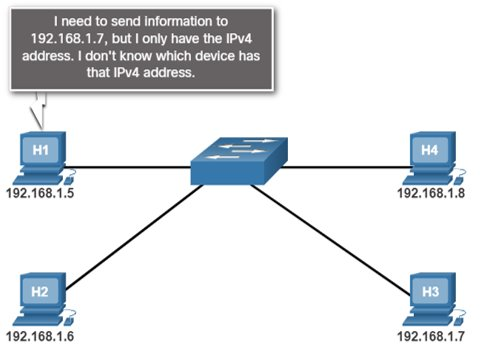 I need to send information to
192.168.1.7, but I only have the IPv4
address. I don't know which device has
that IPv4 address.
H1
192.168.1.5
H4
192.168.1.8
H2
192.168.1.6
H3
192.168.1.7